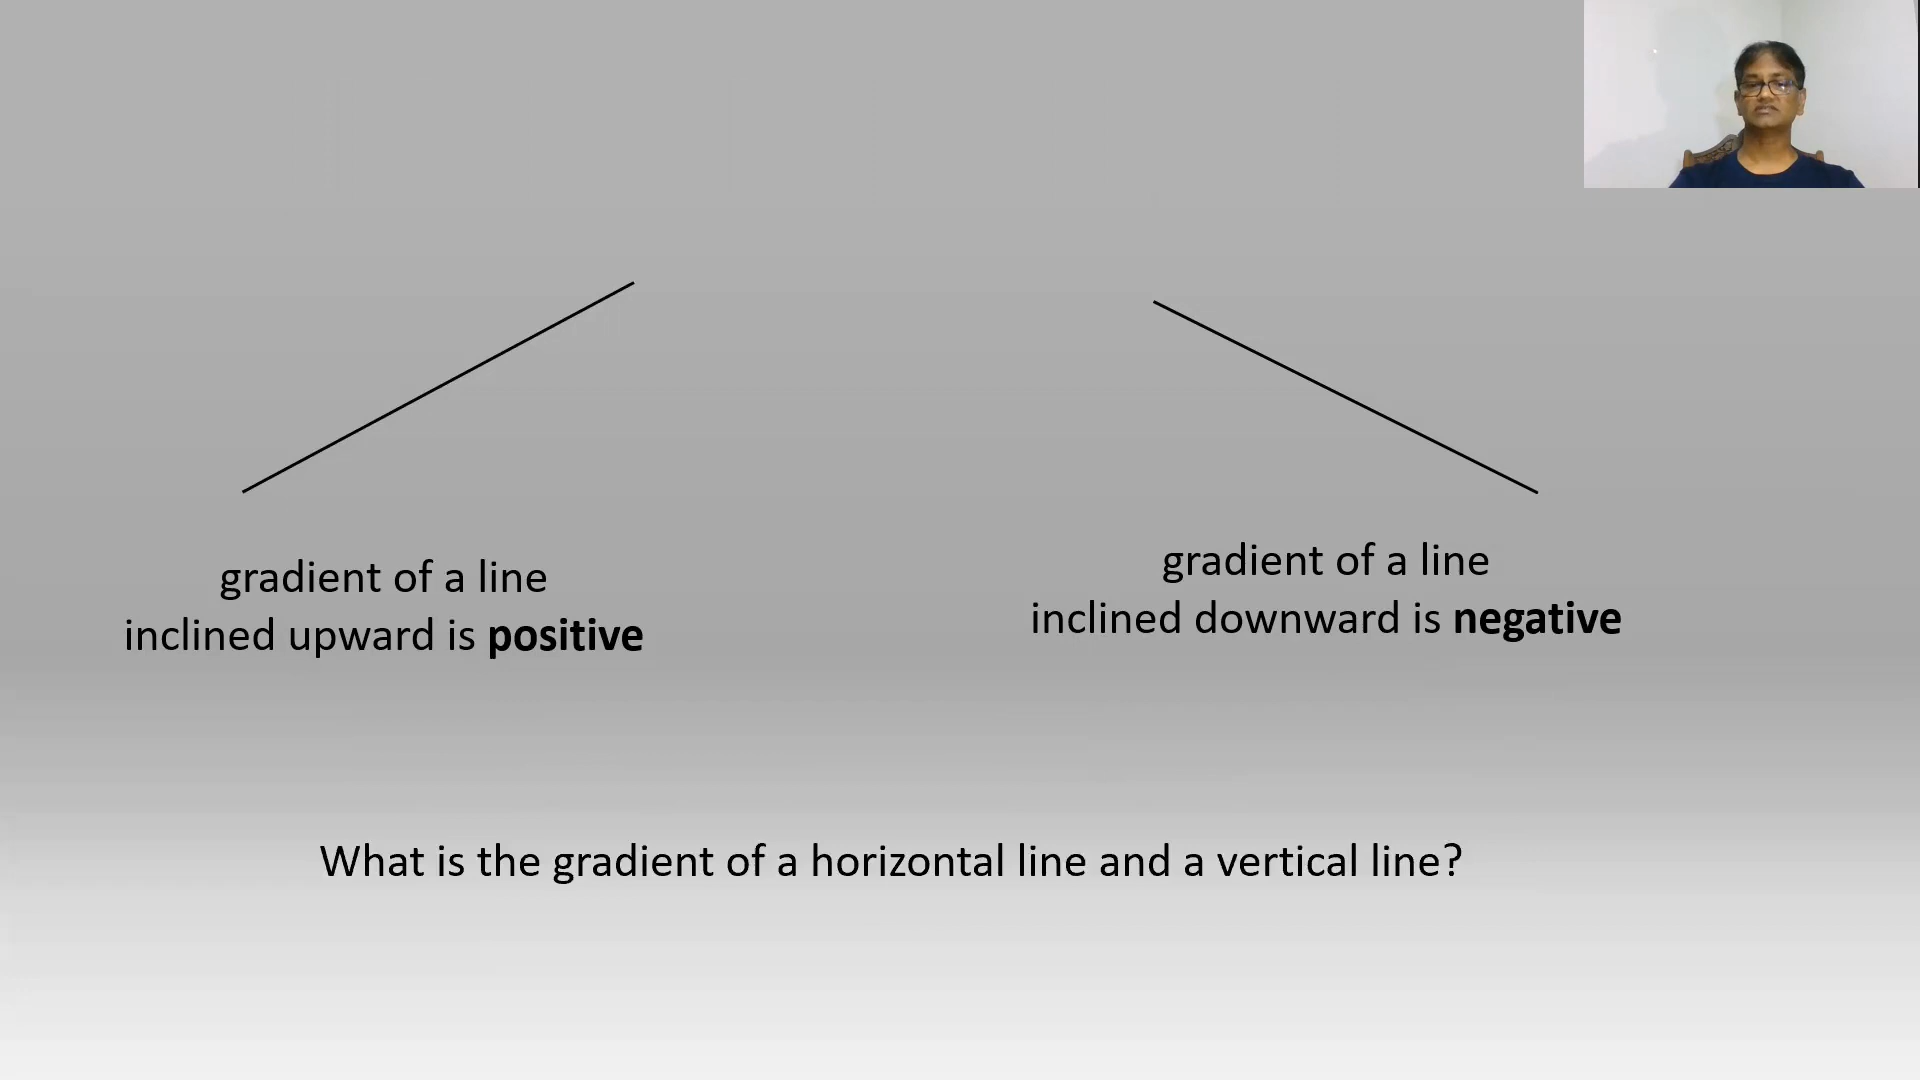 gradient of a line
inclined upward is positive
gradient of a line
inclined downward is negative
What is the gradient of a horizontal line and a vertical line?